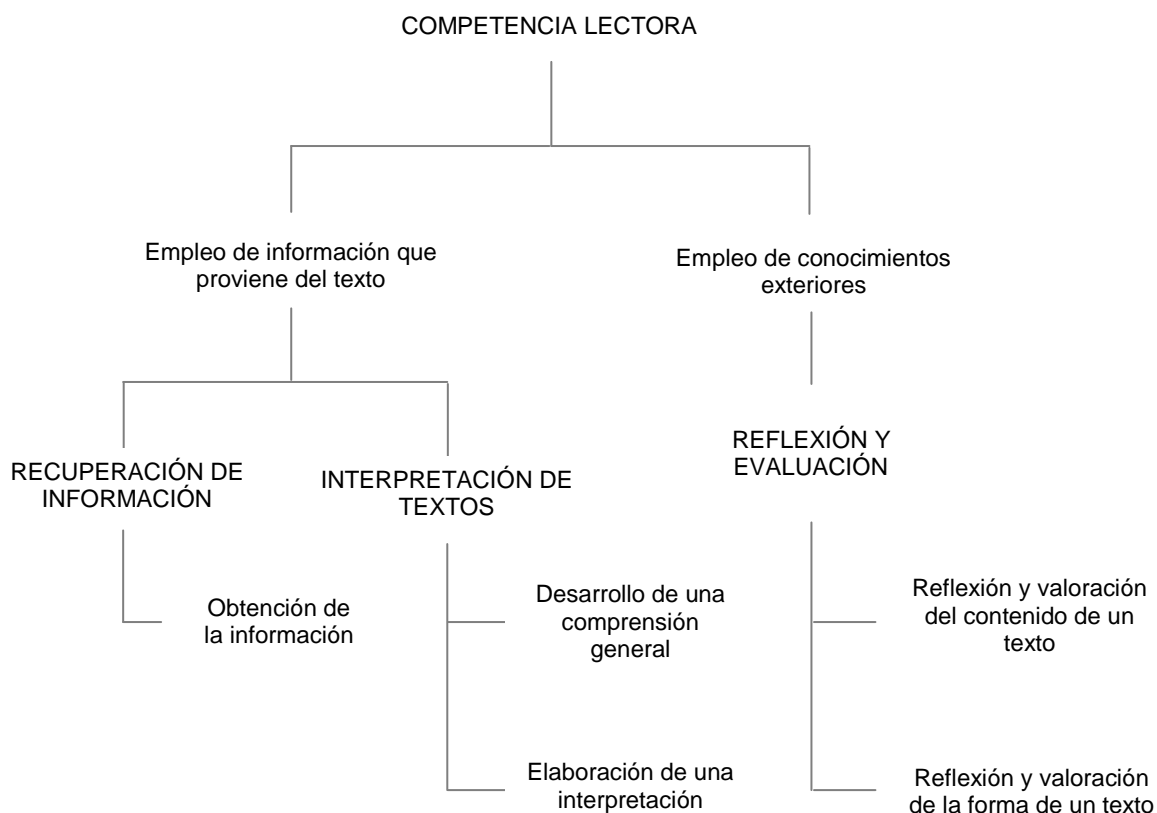 COMPETENCIA LECTORA
Empleo de información que
proviene del texto
Empleo de conocimientos
exteriores
RECUPERACIÓN DE
INFORMACIÓN
INTERPRETACIÓN DE
TEXTOS
REFLEXIÓN Y
EVALUACIÓN
Obtención de
la información
Desarrollo de una
comprensión
general
Reflexión y valoración
del contenido de un
texto
Elaboración de una
interpretación
Reflexión y valoración
de la forma de un texto